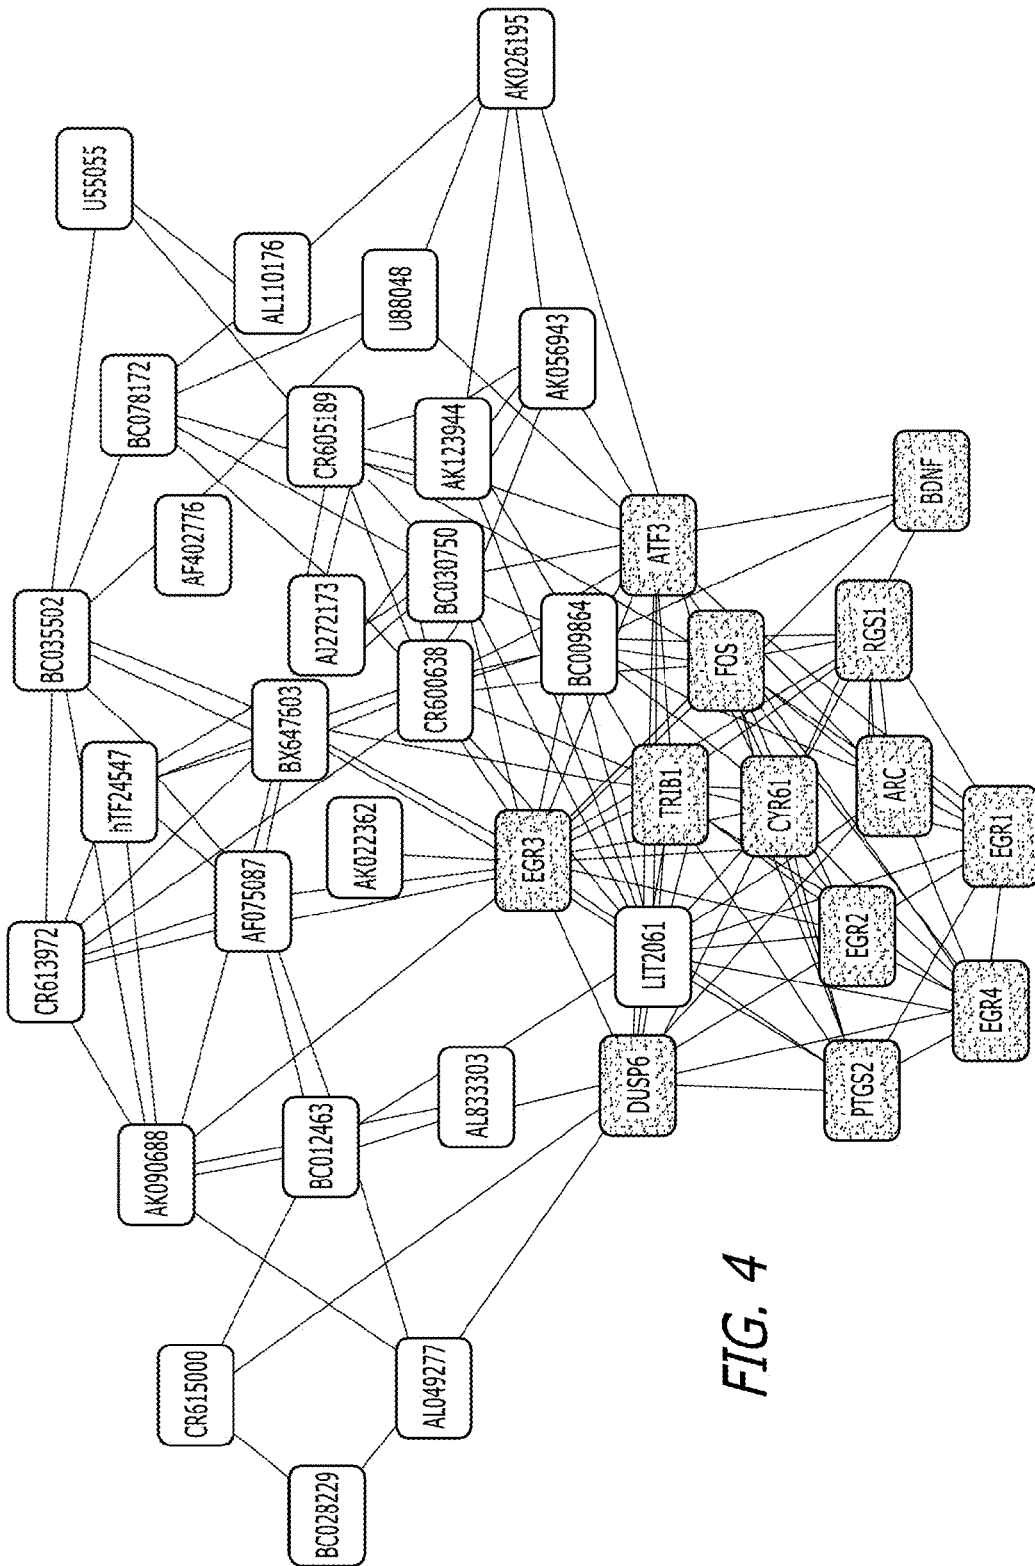 U55055
AK026195
BC078172
AL110176
U88048
AK056943
CR605189
AK123944
BDNF
BC035502
AF402776
AJ272173
BC030750
ATF3
hTF24547
BX647603
CR600638
BC009864
FOS
RGS1
AK022362
TRIB1
CYR61
ARC
CR613972
AF075087
EGR3
EGR1
LIT2061
EGR2
EGR4
AK090688
BC012463
AL833303
DUSP6
PTGS2
CR615000
AL049277
BC028229
FIG. 4